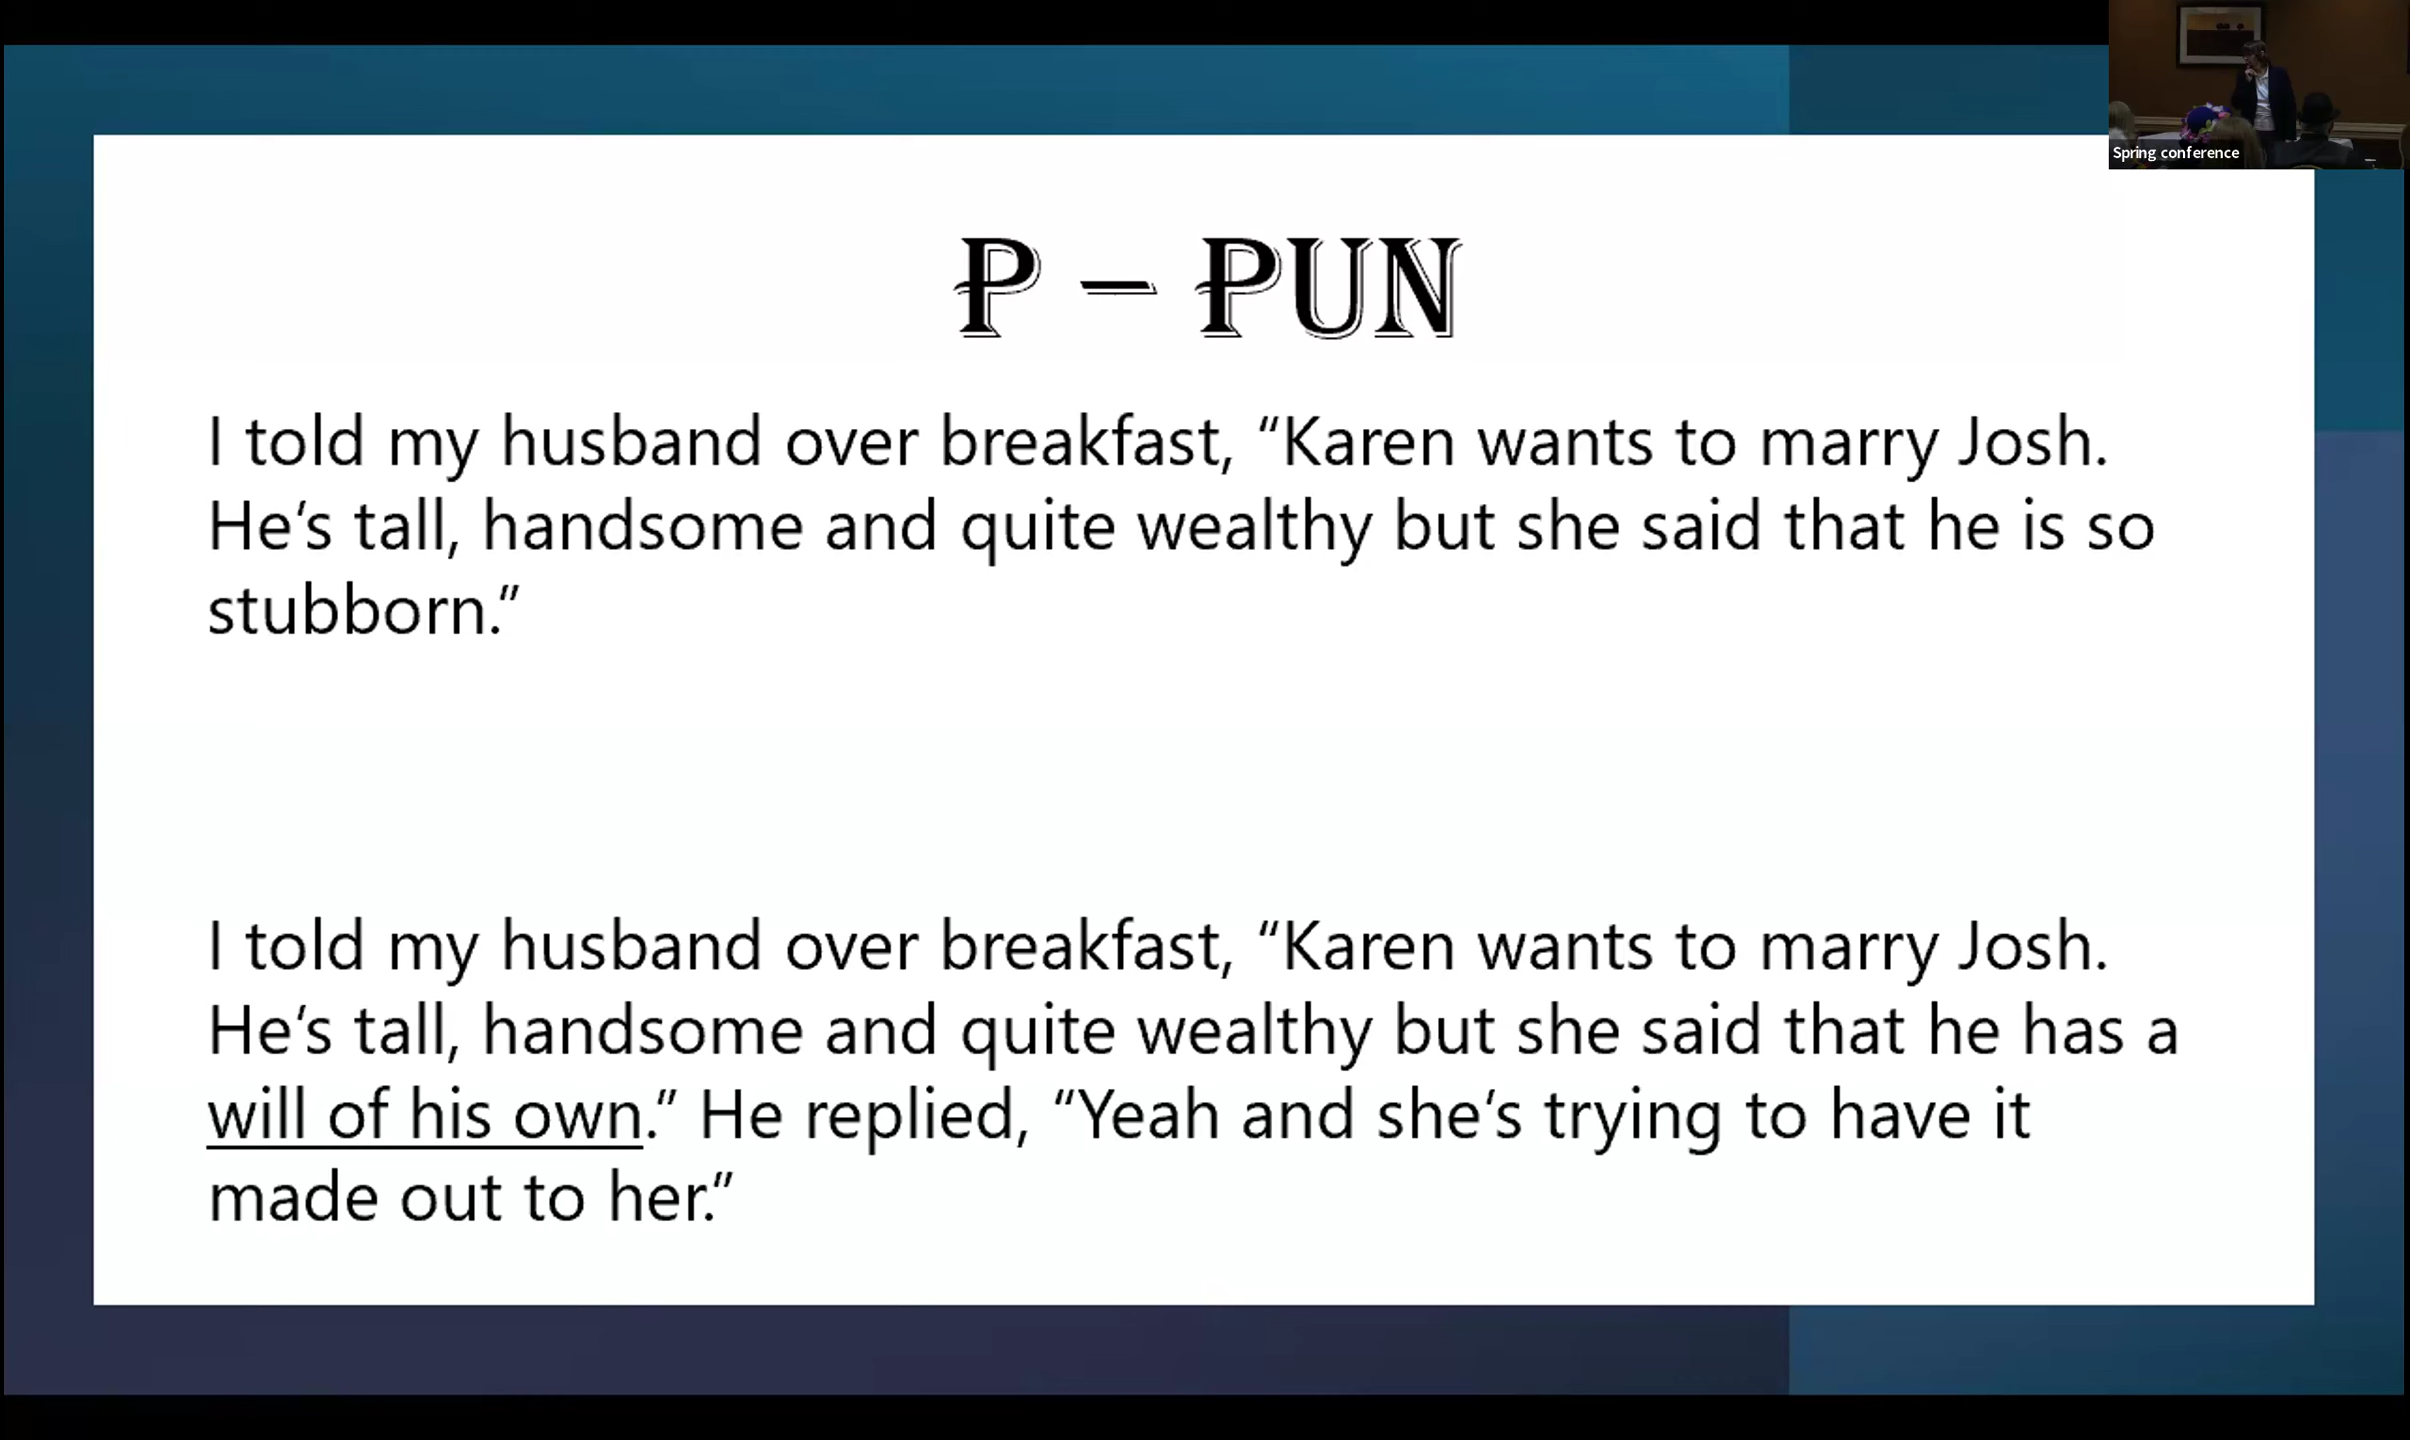 Spring conference
P – PUN
I told my husband over breakfast, “Karen wants to marry Josh.
He’s tall, handsome and quite wealthy but she said that he is so
stubborn.”
I told my husband over breakfast, “Karen wants to marry Josh.
He’s tall, handsome and quite wealthy but she said that he has a
will of his own.” He replied, “Yeah and she’s trying to have it
made out to her.”